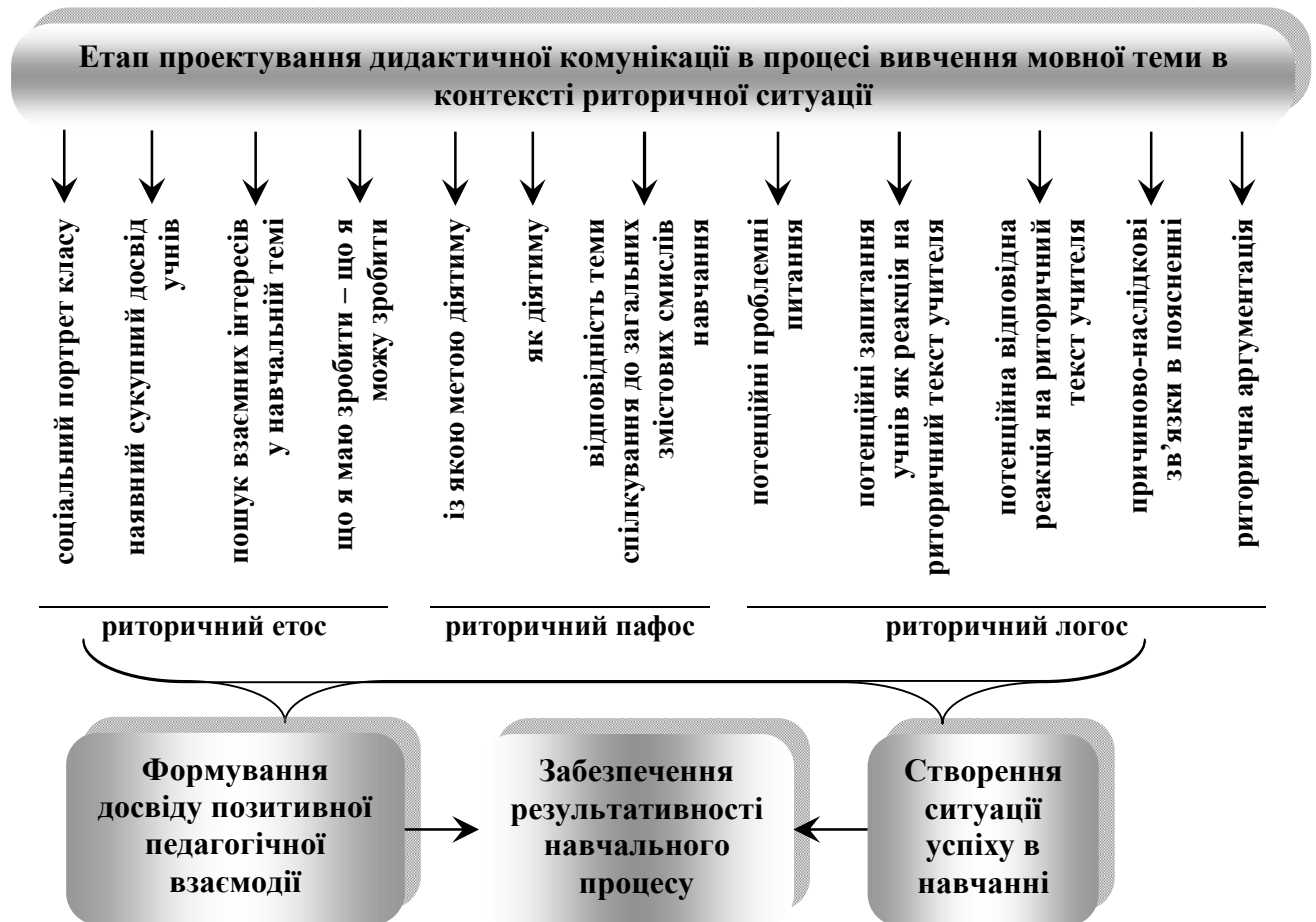 Етап проектування дидактичної комунікації в процесі вивчення мовної теми в
контексті риторичної ситуації
соціальний портрет класу
наявний сукупний досвід
учнів
пошук взаємних інтересів
у навчальній темі
що я маю зробити – що я
можу зробити
із якою метою діятиму
як діятиму
відповідність теми
спілкування до загальних
змістових смислів
навчання
потенційні проблемні
питання
потенційні запитання
учнів як реакція на
риторичний текст учителя
потенційна відповідна
реакція на риторичний
текст учителя
причиново-наслідкові
зв’язки в поясненні
риторична аргументація
риторичний етос
риторичний пафос
риторичний логос
Формування
досвіду позитивної
педагогічної
взаємодії
Забезпечення
результативності
навчального
процесу
Створення
ситуації
успіху в
навчанні